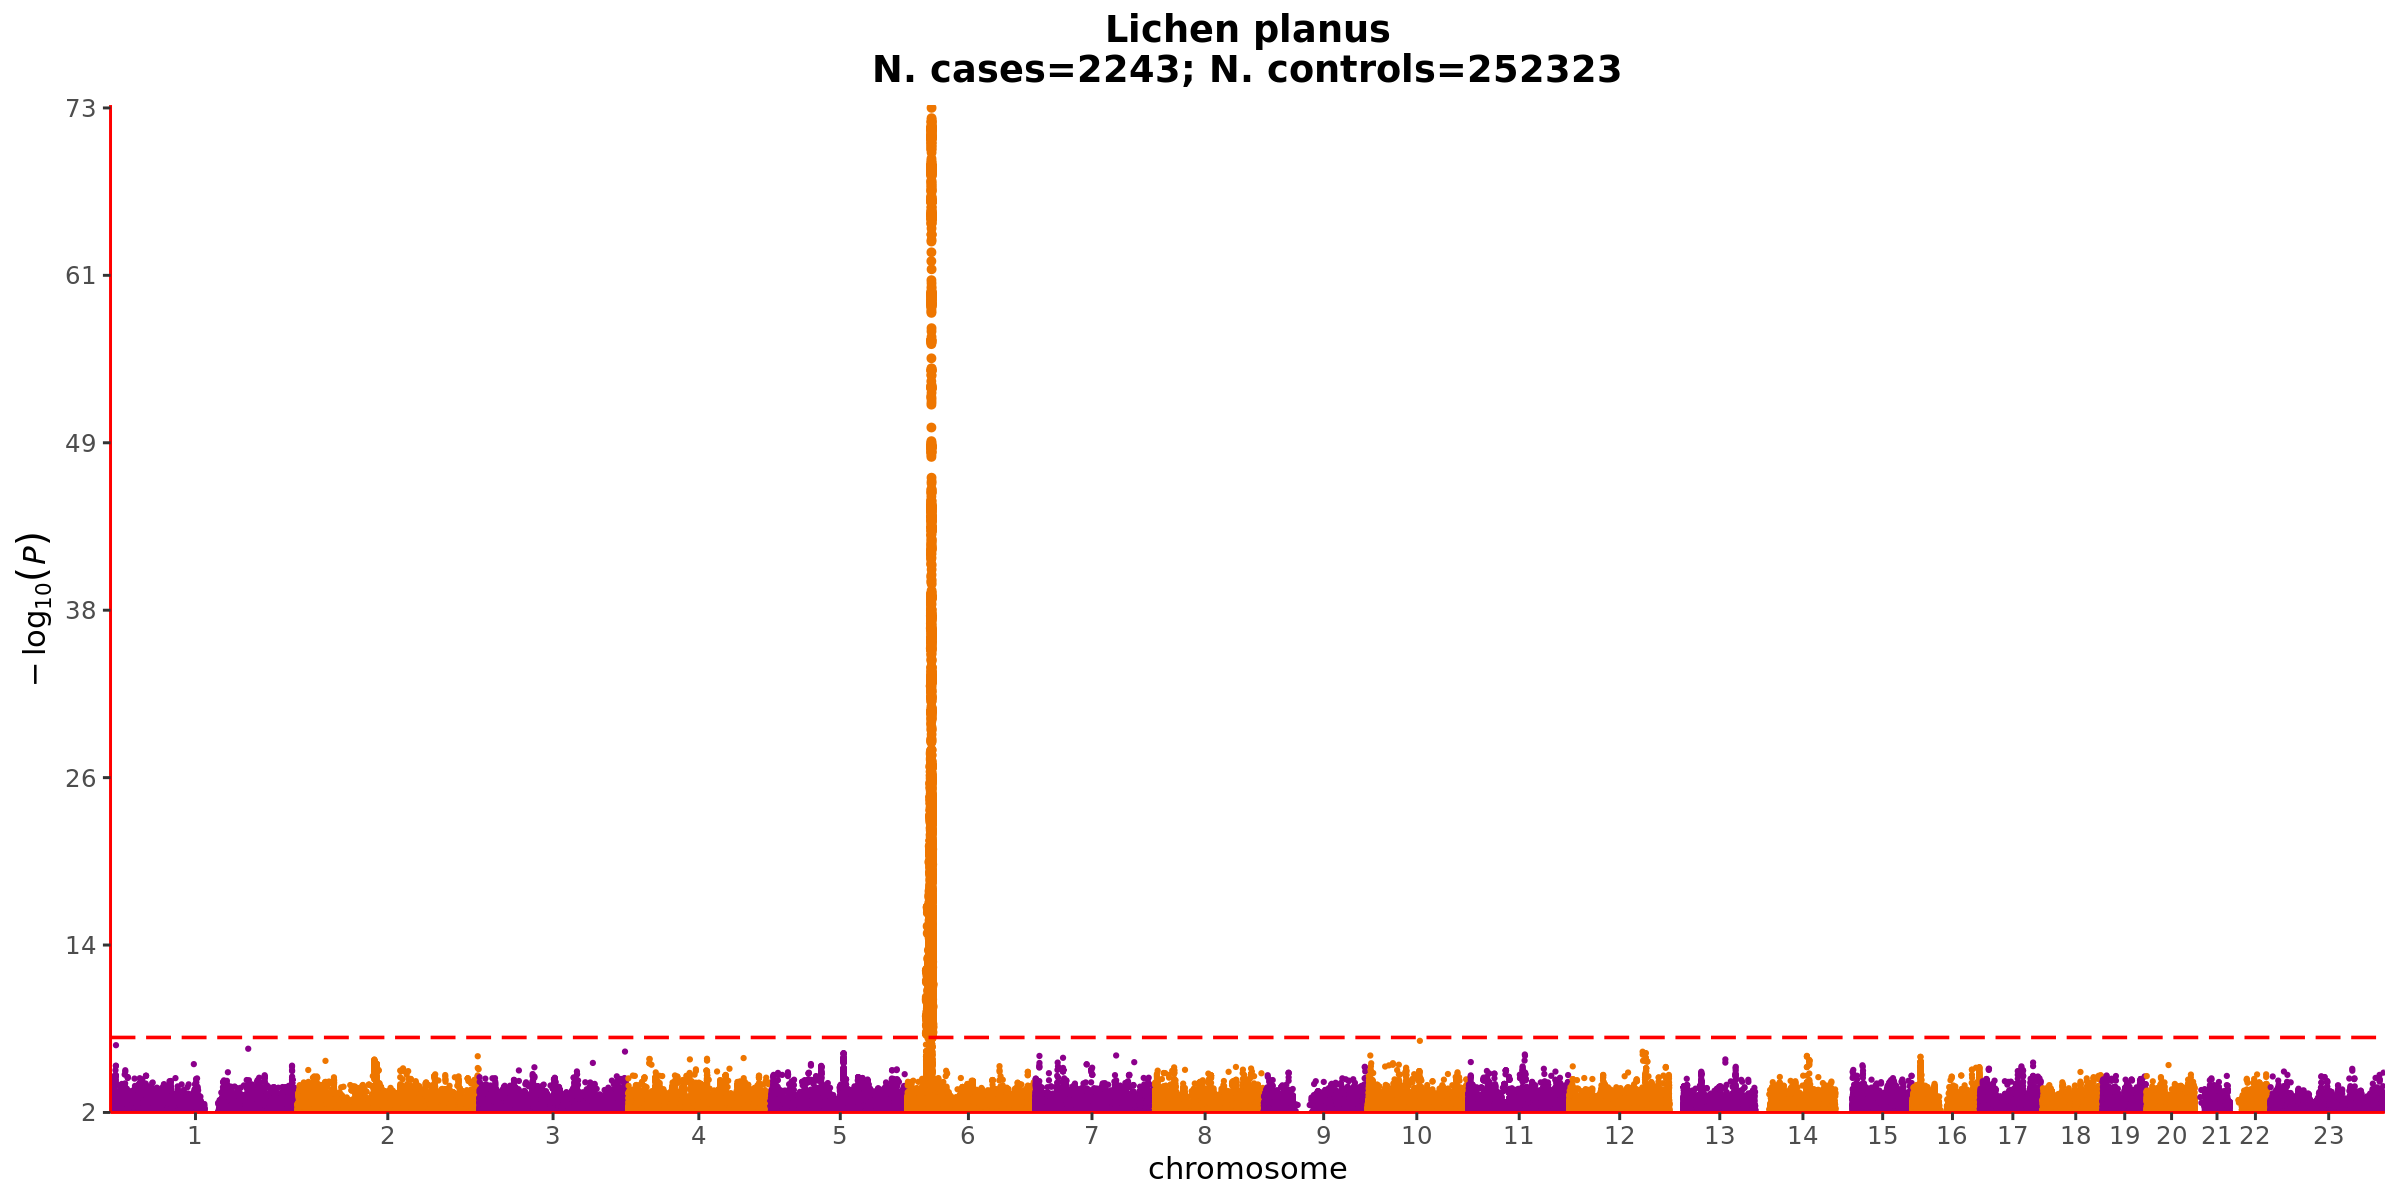 Lichen planus
N. cases=2243; N. controls=252323
73
61
49
38
26
14
2
−log10(P)
1 2 3 4 5 6 7 8 9 10 11 12 13 14 15 16 17 18 19 20 21 22 23
chromosome